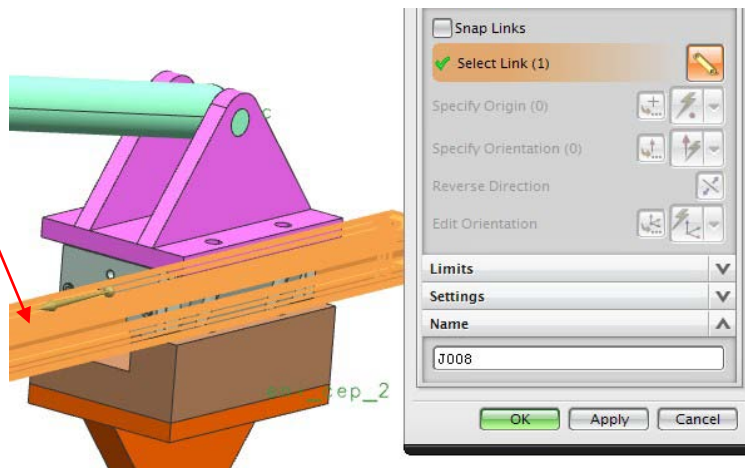 Snap Links
Select Link (1)
Specify Origin (0)
Specify Orientation (0)
Reverse Direction
Edit Orientation
Limits
Settings
Name
J008
OK Apply Cancel